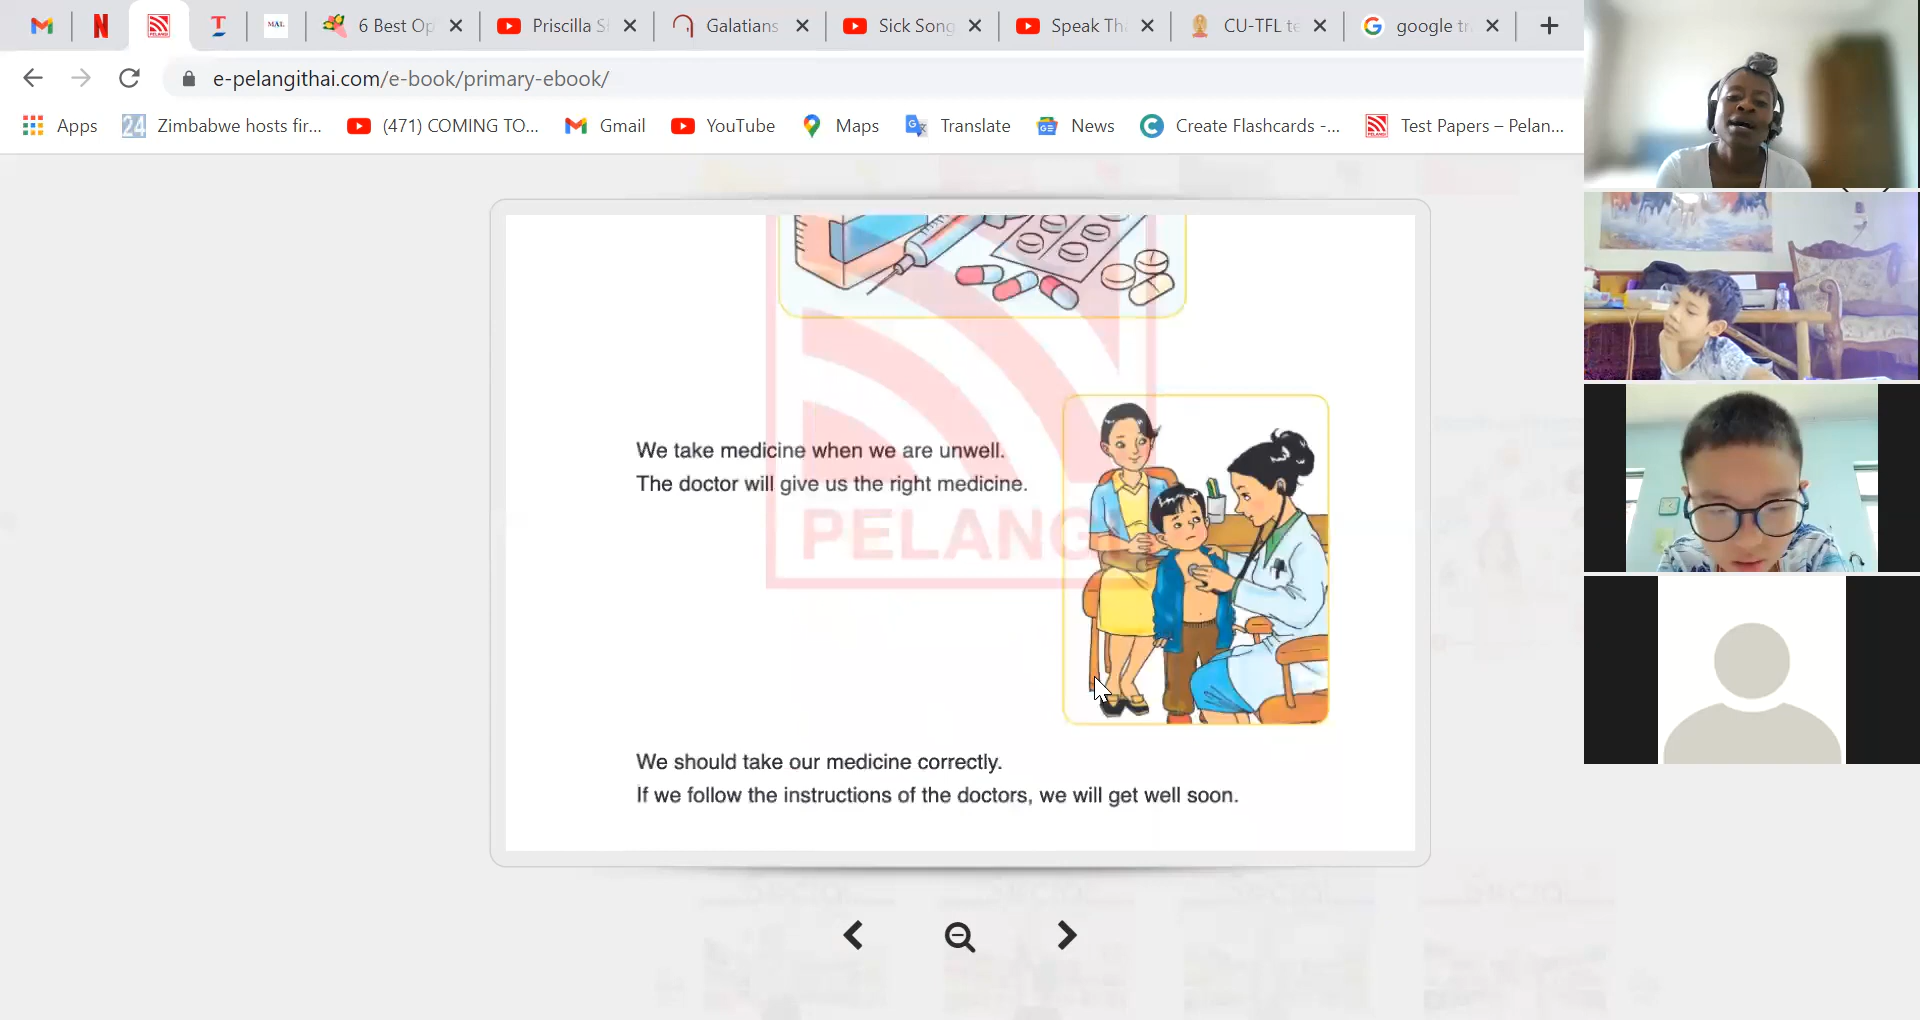 6 Best Op
Priscilla S
Galatians
Sick Song
Speak Th
CU-TFL te
google tr
e-pelangithai.com/e-book/primary-ebook/
Apps
24
Zimbabwe hosts fir...
(471) COMING TO...
Gmail
YouTube
Maps
Translate
News
Create Flashcards -...
Test Papers – Pelan...
We take medicine when we are unwell.
The doctor will give us the right medicine.
PELANGI
We should take our medicine correctly.
If we follow the instructions of the doctors, we will get well soon.